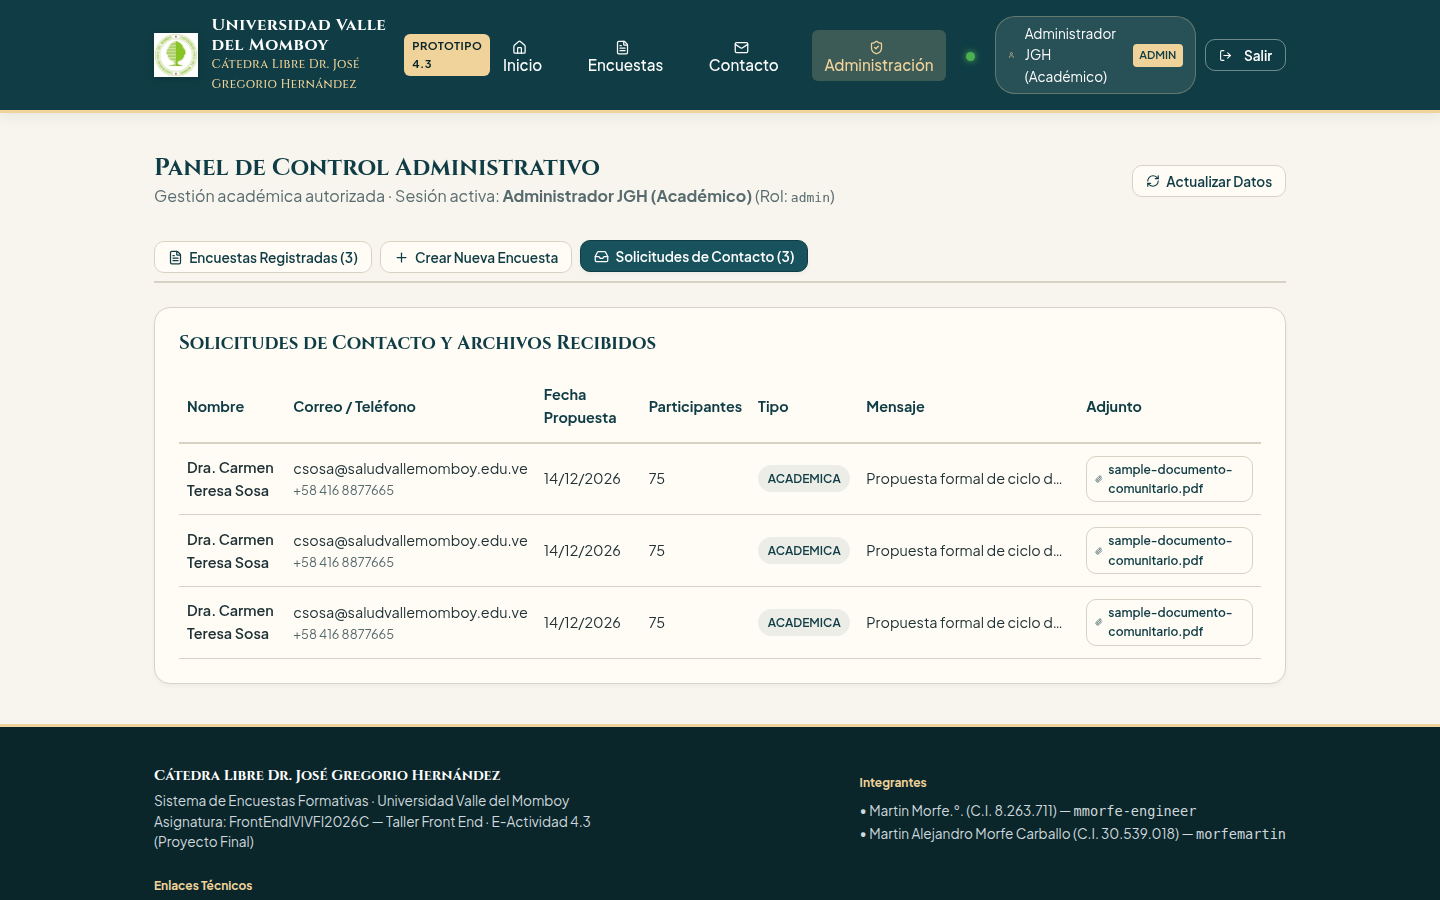 Universidad Valle del Momboy
Cátedra Libre Dr. José Gregorio Hernández
PROTOTIPO 4.3
Inicio
Encuestas
Contacto
Administración
Administrador JGH (Académico)
ADMIN
Salir
Panel de Control Administrativo
Gestión académica autorizada · Sesión activa: Administrador JGH (Académico) (Rol: admin)
Actualizar Datos
Encuestas Registradas (3)
Crear Nueva Encuesta
Solicitudes de Contacto (3)
Solicitudes de Contacto y Archivos Recibidos
Nombre Correo / Teléfono Fecha Propuesta Participantes Tipo Mensaje Adjunto
Dra. Carmen Teresa Sosa csosa@saludvallemomboy.edu.ve +58 416 8877665 14/12/2026 75 ACADEMICA Propuesta formal de ciclo d… sample-documento-comunitario.pdf
Dra. Carmen Teresa Sosa csosa@saludvallemomboy.edu.ve +58 416 8877665 14/12/2026 75 ACADEMICA Propuesta formal de ciclo d… sample-documento-comunitario.pdf
Dra. Carmen Teresa Sosa csosa@saludvallemomboy.edu.ve +58 416 8877665 14/12/2026 75 ACADEMICA Propuesta formal de ciclo d… sample-documento-comunitario.pdf
Cátedra Libre Dr. José Gregorio Hernández
Sistema de Encuestas Formativas · Universidad Valle del Momboy
Asignatura: FrontEndIVIVFI2026C — Taller Front End · E-Actividad 4.3
(Proyecto Final)
Integrantes
• Martin Morfe.°. (C.I. 8.263.711) — mmorfe-engineer
• Martin Alejandro Morfe Carballo (C.I. 30.539.018) — morfemartin
Enlaces Técnicos